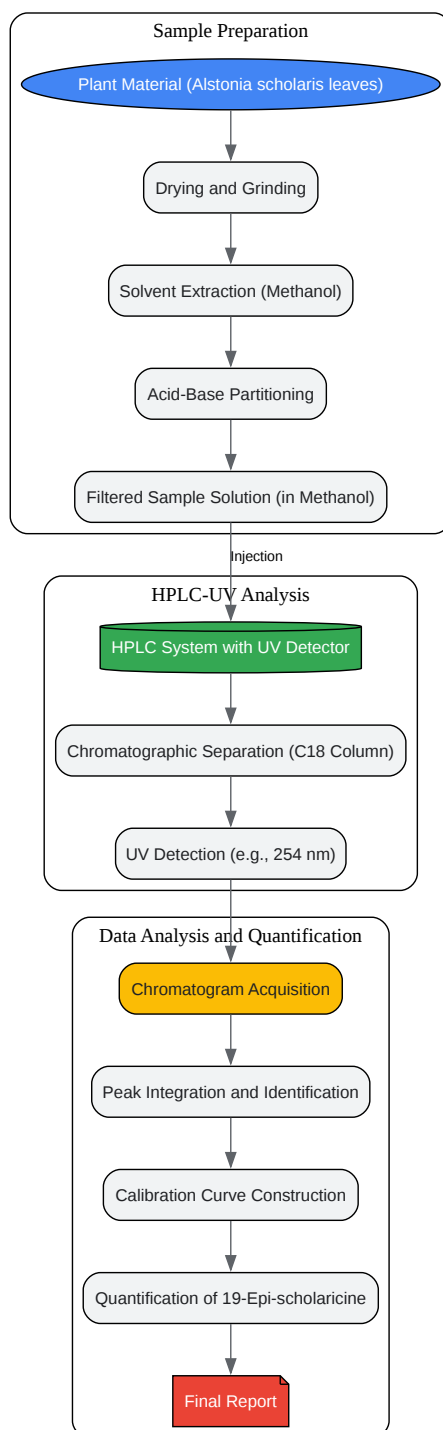 Sample Preparation
Plant Material (Alstonia scholaris leaves)
Drying and Grinding
Solvent Extraction (Methanol)
Acid-Base Partitioning
Filtered Sample Solution (in Methanol)
Injection
HPLC-UV Analysis
HPLC System with UV Detector
Chromatographic Separation (C18 Column)
UV Detection (e.g., 254 nm)
Data Analysis and Quantification
Chromatogram Acquisition
Peak Integration and Identification
Calibration Curve Construction
Quantification of 19-Epi-scholaricine
Final Report